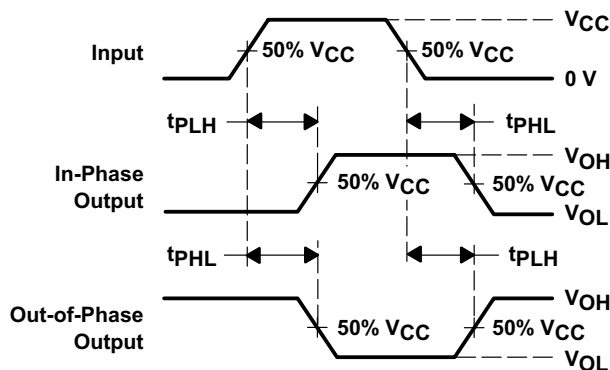 VCC
Input
50% VCC
50% VCC
0 V
tPLH
tPHL
In-Phase
Output
50% VCC
VOH
50% VCC
VOL
tPHL
tPLH
Out-of-Phase
Output
50% VCC
VOH
50% VCC
VOL